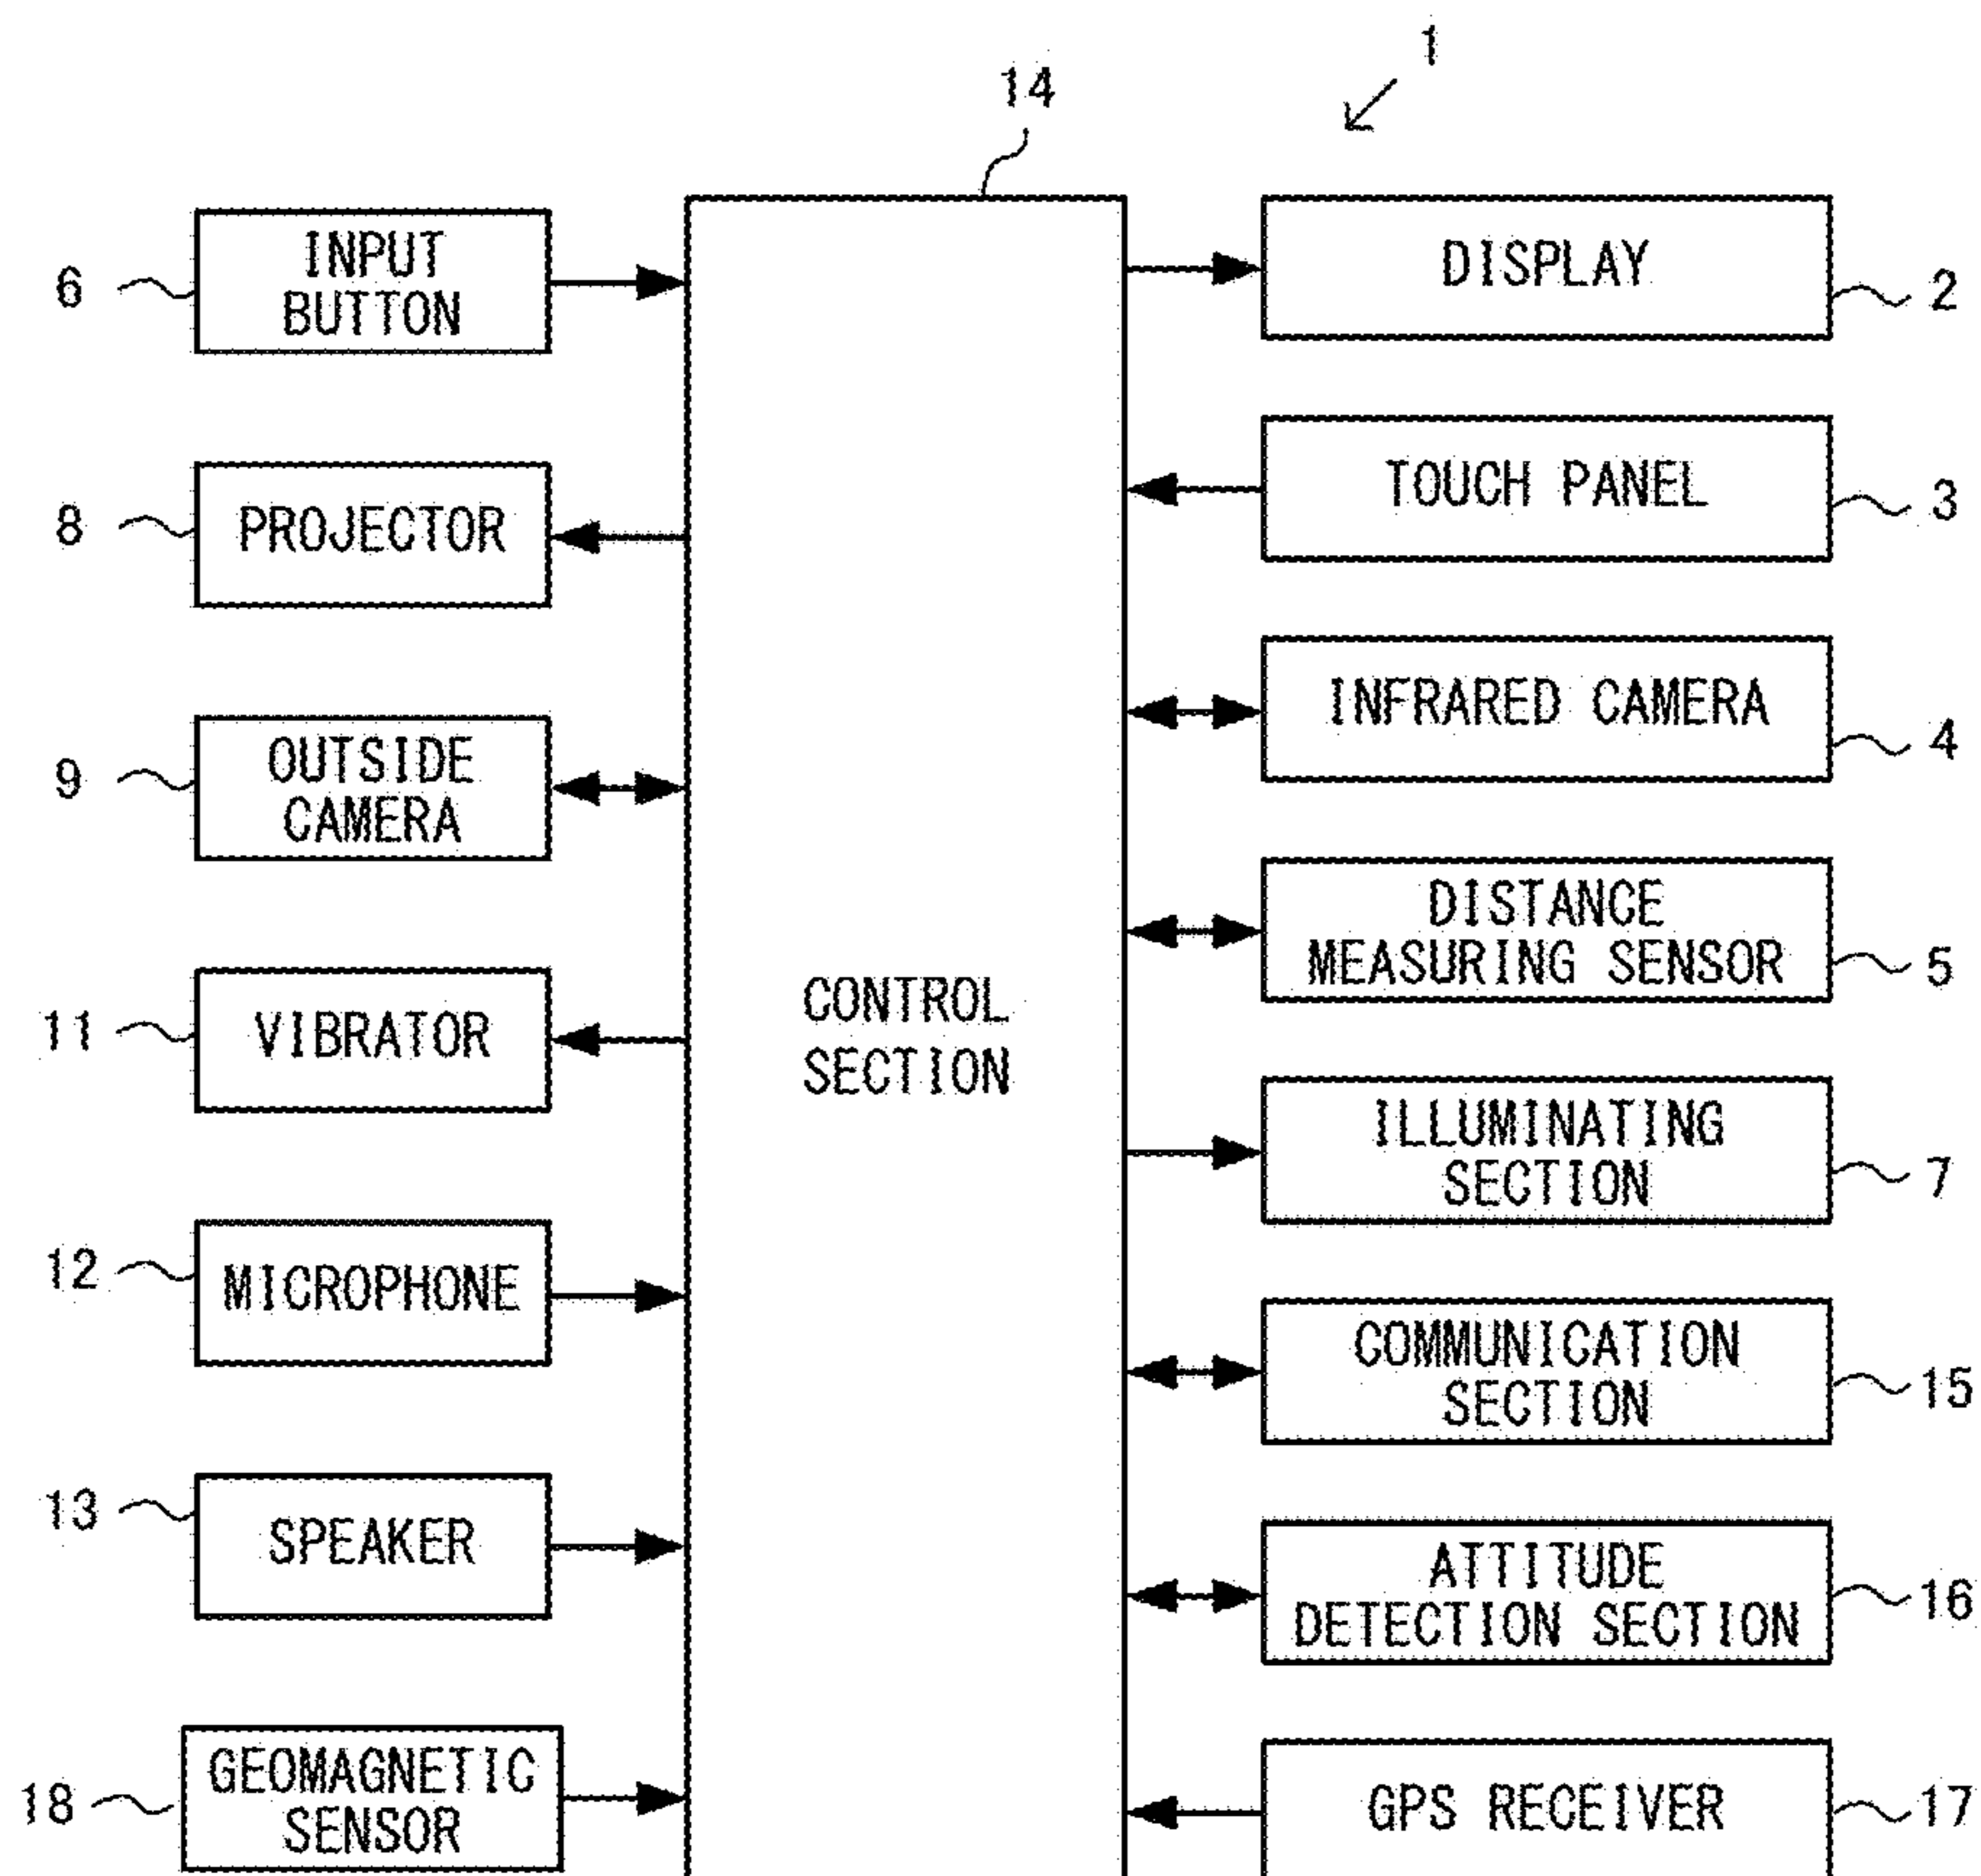 1
14
INPUT
BUTTON
6
PROJECTOR
8
OUTSIDE
CAMERA
9
VIBRATOR
11
MICROPHONE
12
SPEAKER
13
GEOMAGNETIC
SENSOR
18
CONTROL
SECTION
DISPLAY
2
TOUCH PANEL
3
INFRARED CAMERA
4
DISTANCE
MEASURING SENSOR
5
ILLUMINATING
SECTION
7
COMMUNICATION
SECTION
15
ATTITUDE
DETECTION SECTION
16
GPS RECEIVER
17